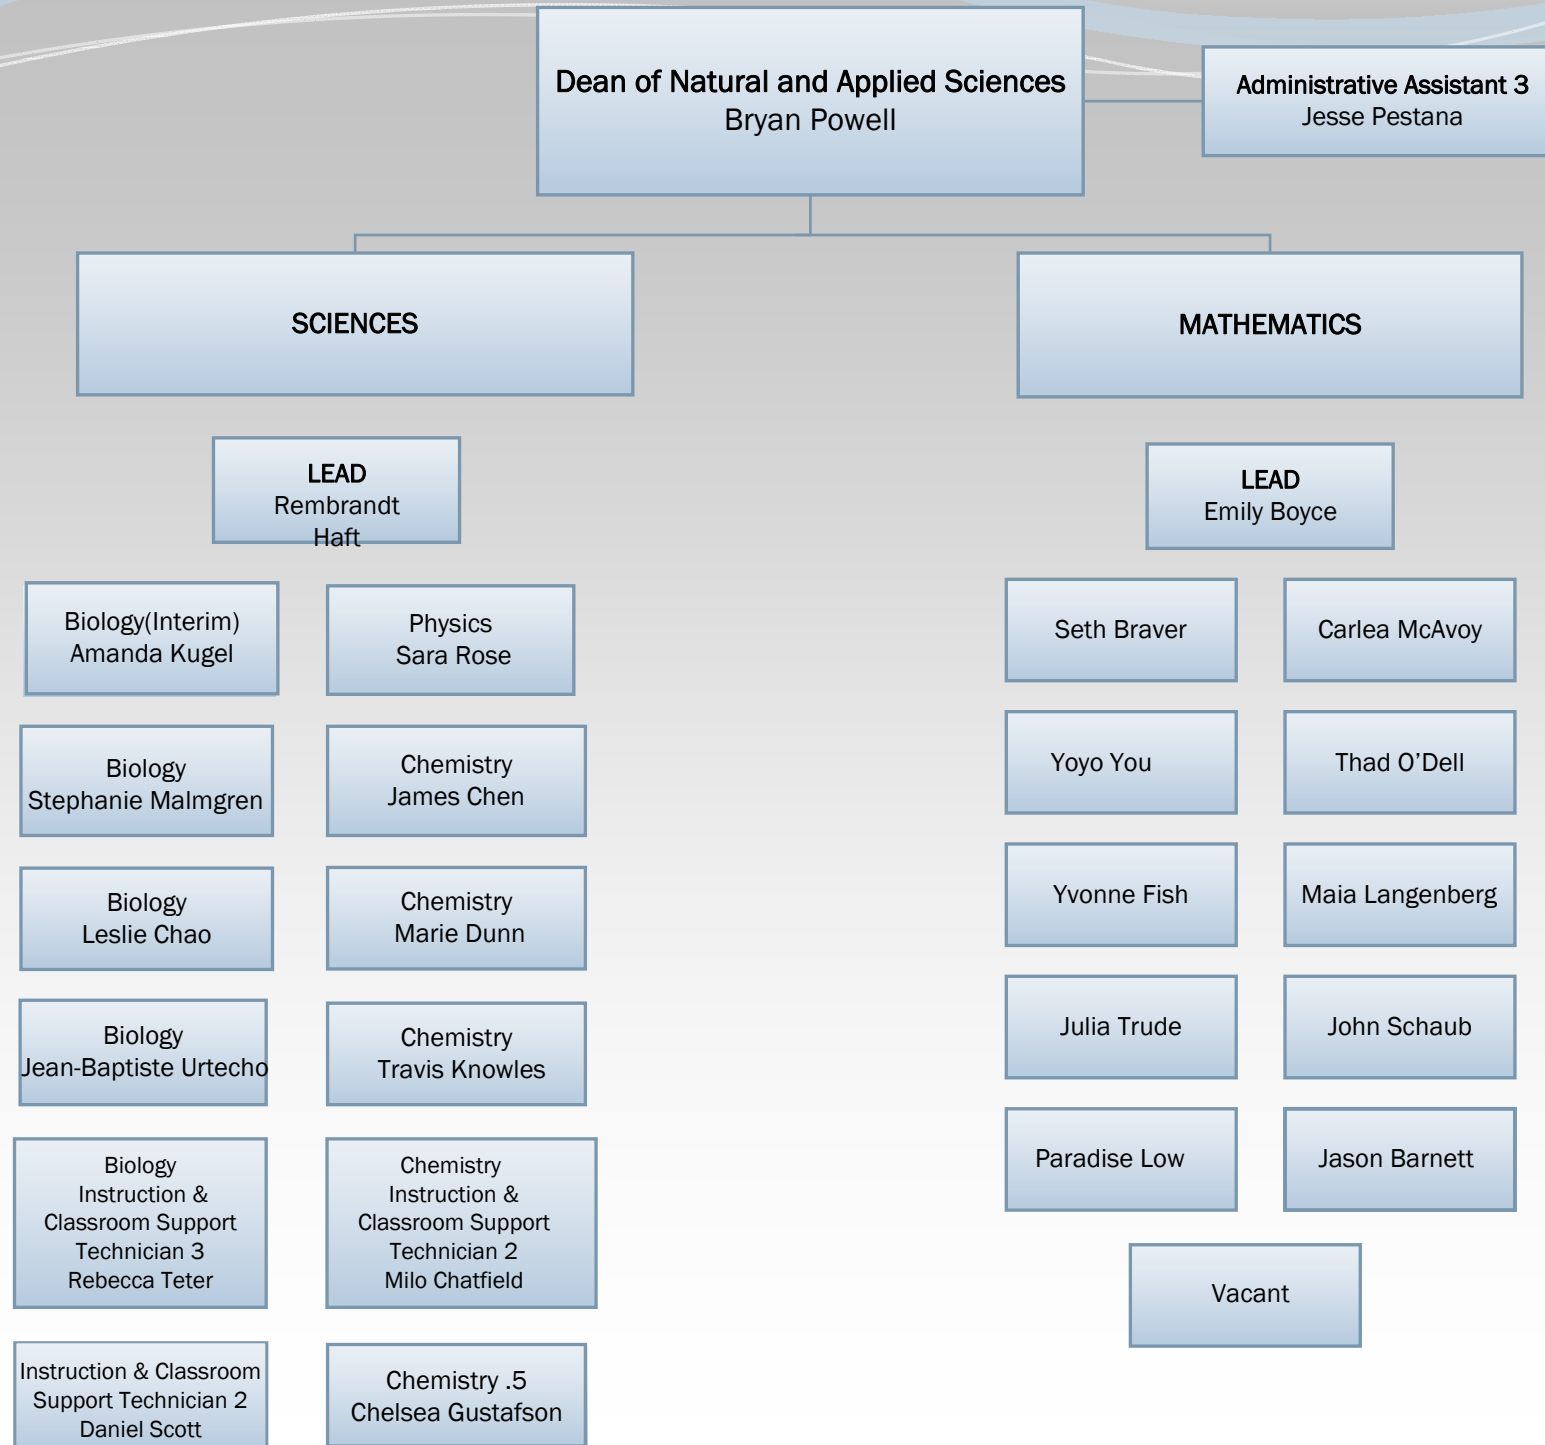 Dean of Natural and Applied Sciences
Bryan Powell
Administrative Assistant 3
Jesse Pestana
SCIENCES
MATHEMATICS
LEAD
Rembrandt
Haft
LEAD
Emily Boyce
Biology(Interim)
Amanda Kugel
Physics
Sara Rose
Biology
Stephanie Malmgren
Chemistry
James Chen
Biology
Leslie Chao
Chemistry
Marie Dunn
Biology
Jean-Baptiste Urtecho
Chemistry
Travis Knowles
Biology
Instruction &
Classroom Support
Technician 3
Rebecca Teter
Chemistry
Instruction &
Classroom Support
Technician 2
Milo Chatfield
Instruction & Classroom
Support Technician 2
Daniel Scott
Chemistry .5
Chelsea Gustafson
Seth Braver
Carlea McAvoy
Yoyo You
Thad O’Dell
Yvonne Fish
Maia Langenberg
Julia Trude
John Schaub
Paradise Low
Jason Barnett
Vacant